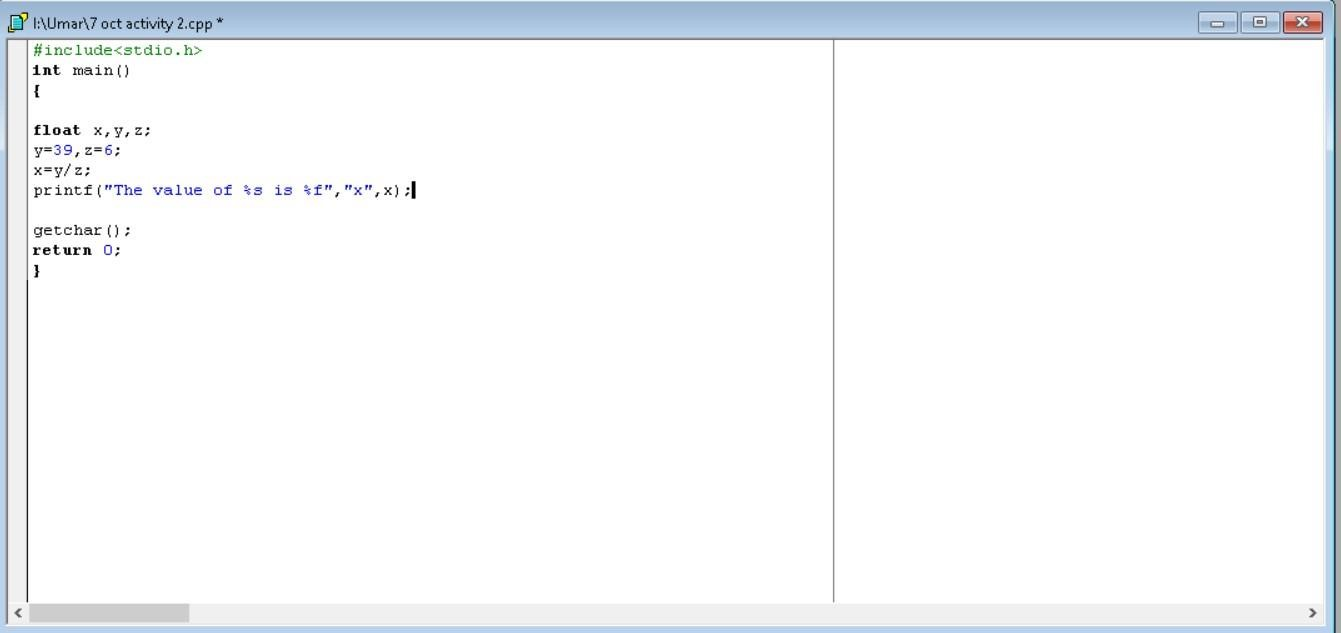 I:\Umar\7 oct activity 2.cpp *
#include<stdio.h>
int main()
{
float x,y,z;
y=39,z=6;
x=y/z;
printf("The value of %s is %f","x",x);
getchar();
return 0;
}